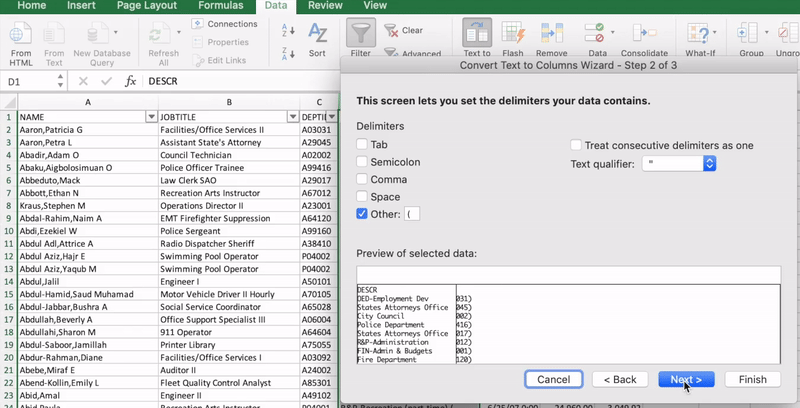 Home Insert Page Layout Formulas Data Review View
Connections
Properties
Edit Links
From HTML
From Text
New Database Query
Refresh All
Sort
Filter
Clear
Advanced
Text to
Flash
Remove
Data
Consolidate
What-If
Group
D1 fx DESCR
Convert Text to Columns Wizard - Step 2 of 3
This screen lets you set the delimiters your data contains.
Delimiters
Tab
Semicolon
Comma
Space
Other: (
Treat consecutive delimiters as one
Text qualifier: "
Preview of selected data:
DESCR
DED-Employment Dev 031)
States Attorneys Office 045)
City Council 002)
Police Department 416)
States Attorneys Office 017)
R&P-Administration 012)
FIN-Admin & Budgets 001)
Fire Department 120)
Cancel < Back Next > Finish
A B C
1 NAME JOBTITLE DEPTI
2 Aaron,Patricia G Facilities/Office Services II A03031
3 Aaron,Petra L Assistant State's Attorney A29045
4 Abadir,Adam O Council Technician A02002
5 Abaku,Aigbolosimuan O Police Officer Trainee A99416
6 Abbeduto,Mack Law Clerk SAO A29017
7 Abbott,Ethan N Recreation Arts Instructor A67012
8 Kraus,Stephen M Operations Director II A23001
9 Abdal-Rahim,Naim A EMT Firefighter Suppression A64120
10 Abdi,Ezekiel W Police Sergeant A99160
11 Abdul Adl,Attrice A Radio Dispatcher Sheriff A38410
12 Abdul Aziz,Hajr E Swimming Pool Operator P04002
13 Abdul Aziz,Yaqub M Swimming Pool Operator P04002
14 Abdul,Jalil Engineer I A50101
15 Abdul-Hamid,Saud Muhamad Motor Vehicle Driver II Hourly A70105
16 Abdul-Jabbar,Bushra A Social Service Coordinator A65028
17 Abdullah,Beverly A Office Support Specialist III A06004
18 Abdullahi,Sharon M 911 Operator A64604
19 Abdul-Saboor,Jamillah Printer Library A75055
20 Abdur-Rahman,Diane Facilities/Office Services I A03092
21 Abebe,Miraf E Auditor II A24002
22 Abend-Kollin,Emily L Fleet Quality Control Analyst A85301
23 Abid,Amal Engineer II A49102